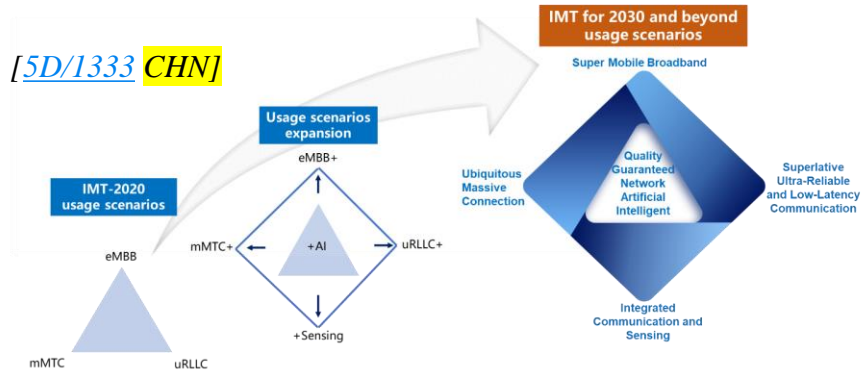 IMT for 2030 and beyond
usage scenarios
Super Mobile Broadband
[5D/1333 CHN]
Usage scenarios
expansion
eMBB+
IMT-2020
usage scenarios
Quality
Guaranteed
Network
Artificial
Intelligent
Ubiquitous
Massive
Connection
Superlative
Ultra-Reliable
and Low-Latency
Communication
mMTC+
+AI
uRLLC+
eMBB
+Sensing
Integrated
Communication and
Sensing
mMTC
uRLLC